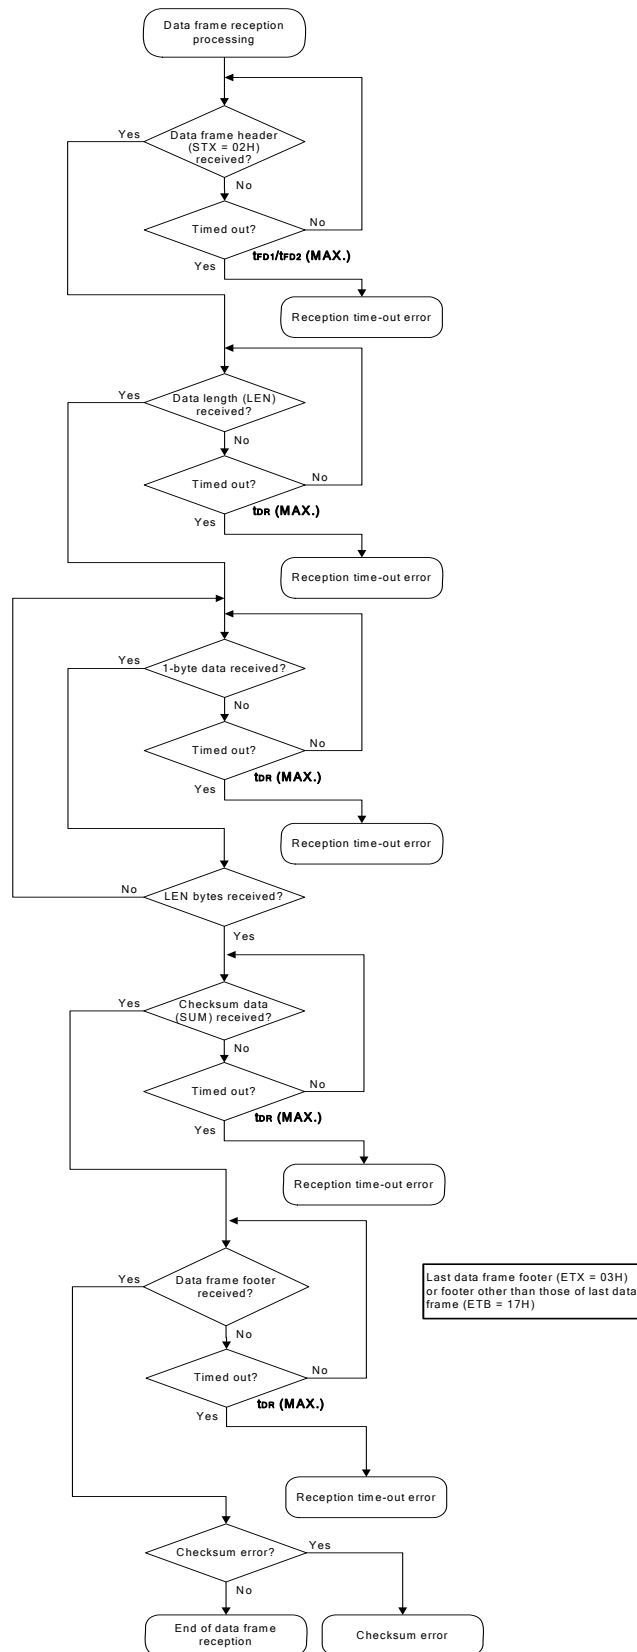 Data frame reception
processing
Yes
Data frame header
(STX = 02H)
received?
No
Timed out?
No
tFD1/tFD2 (MAX.)
Yes
Reception time-out error
Yes
Data length (LEN)
received?
No
Timed out?
No
tDR (MAX.)
Yes
Reception time-out error
Yes
1-byte data received?
No
Timed out?
No
tDR (MAX.)
Yes
Reception time-out error
No
LEN bytes received?
Yes
Yes
Checksum data
(SUM) received?
No
Timed out?
No
tDR (MAX.)
Yes
Reception time-out error
Yes
Data frame footer
received?
Last data frame footer (ETX = 03H)
or footer other than those of last data
frame (ETB = 17H)
No
Timed out?
No
tDR (MAX.)
Yes
Reception time-out error
Checksum error?
Yes
No
End of data frame
reception
Checksum error